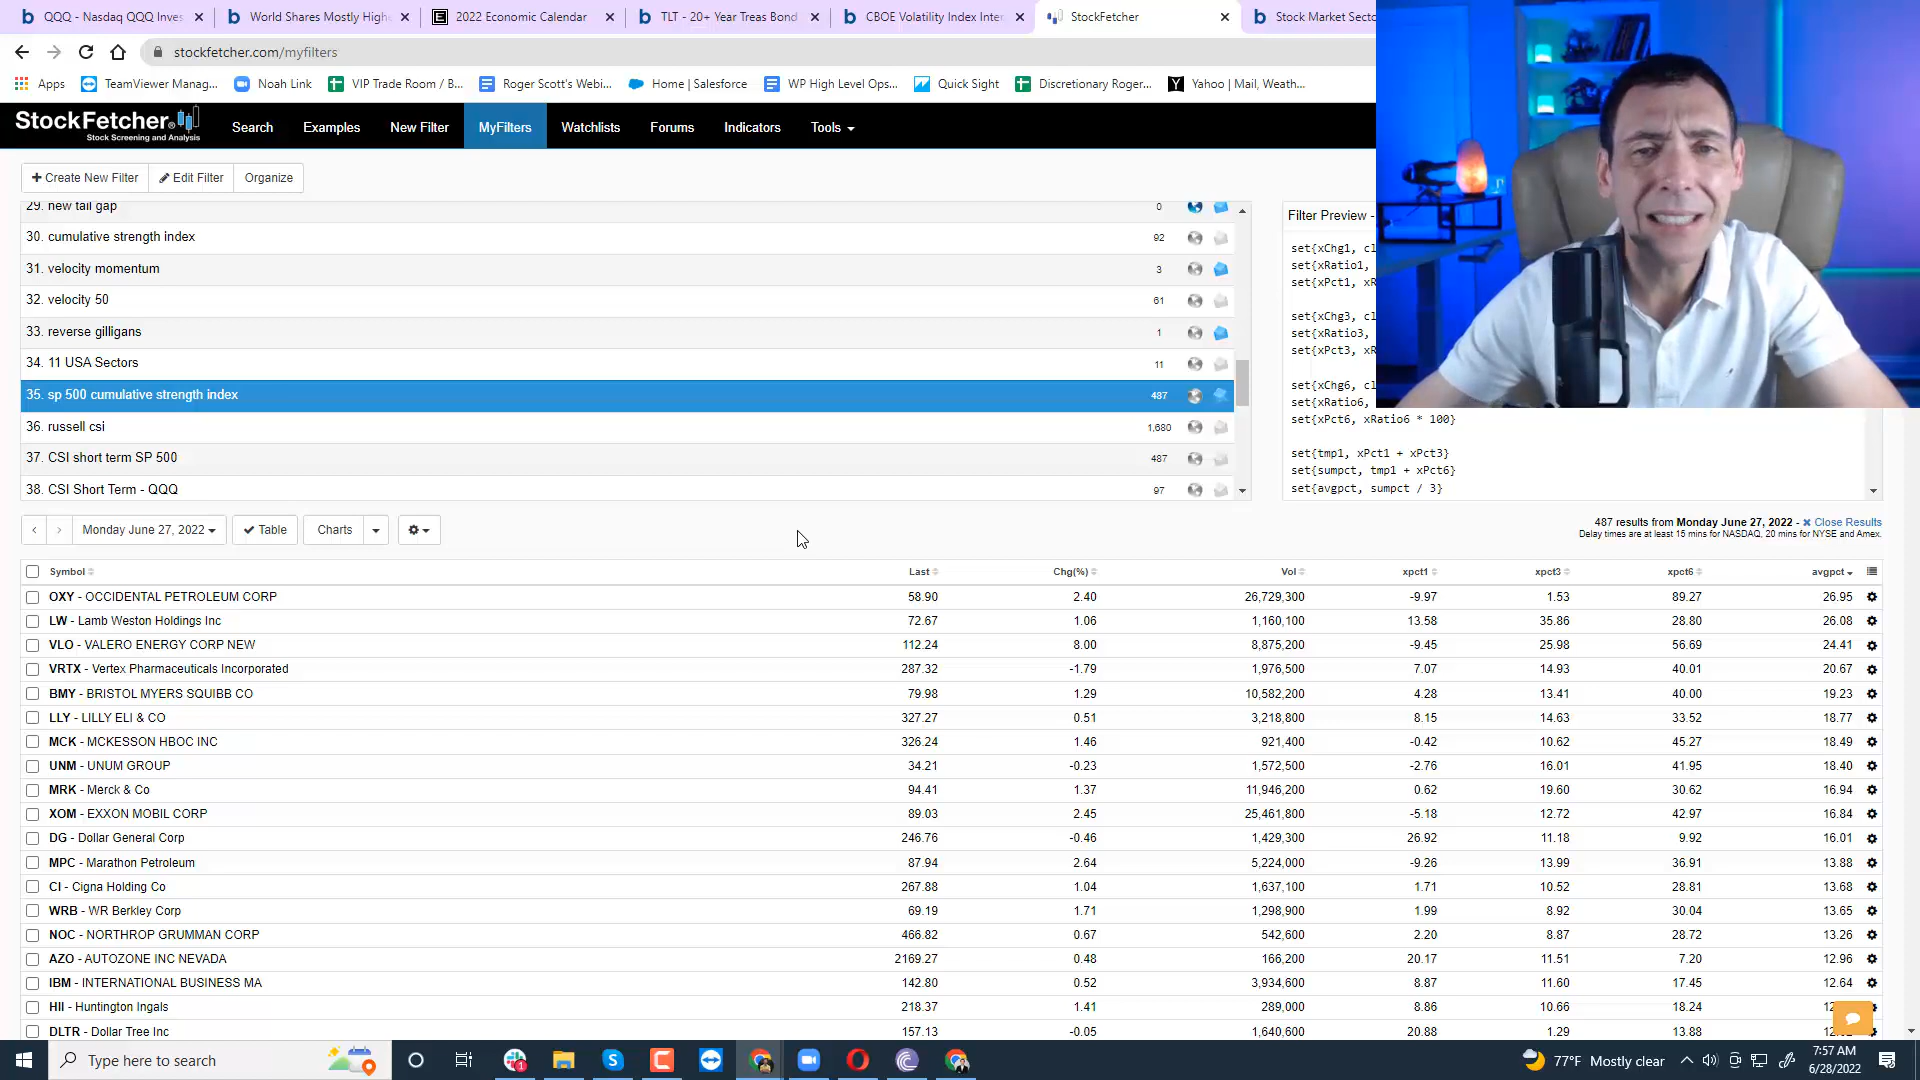 QQQ - Nasdaq QQQ Inves
World Shares Mostly High
2022 Economic Calendar
TLT - 20+ Year Treas Bond
CBOE Volatility Index Inter
StockFetcher
Stock Market Secto
stockfetcher.com/myfilters
Apps
TeamViewer Manag...
Noah Link
VIP Trade Room / B...
Roger Scott's Webi...
Home | Salesforce
WP High Level Ops...
Quick Sight
Discretionary Roger...
Yahoo | Mail, Weath...
StockFetcher
Stock Screening and Analysis
Search
Examples
New Filter
MyFilters
Watchlists
Forums
Indicators
Tools
Create New Filter
Edit Filter
Organize
29. new tail gap 0
30. cumulative strength index 92
31. velocity momentum 3
32. velocity 50 61
33. reverse gilligans 1
34. 11 USA Sectors 11
35. sp 500 cumulative strength index 487
36. russell csi 1,680
37. CSI short term SP 500 487
38. CSI Short Term - QQQ 97
Filter Preview -
set{xChg1, cl
set{xRatio1,
set{xPct1, xR
set{xChg3, cl
set{xRatio3,
set{xPct3, xR
set{xChg6, cl
set{xRatio6,
set{xPct6, xRatio6 * 100}
set{tmp1, xPct1 + xPct3}
set{sumpct, tmp1 + xPct6}
set{avgpct, sumpct / 3}
Monday June 27, 2022
Table
Charts
487 results from Monday June 27, 2022 - Close Results
Delay times are at least 15 mins for NASDAQ, 20 mins for NYSE and Amex.
Symbol Last Chg(%) Vol xpct1 xpct3 xpct6 avgpct
OXY - OCCIDENTAL PETROLEUM CORP 58.90 2.40 26,729,300 -9.97 1.53 89.27 26.95
LW - Lamb Weston Holdings Inc 72.67 1.06 1,160,100 13.58 35.86 28.80 26.08
VLO - VALERO ENERGY CORP NEW 112.24 8.00 8,875,200 -9.45 25.98 56.69 24.41
VRTX - Vertex Pharmaceuticals Incorporated 287.32 -1.79 1,976,500 7.07 14.93 40.01 20.67
BMY - BRISTOL MYERS SQUIBB CO 79.98 1.29 10,582,200 4.28 13.41 40.00 19.23
LLY - LILLY ELI & CO 327.27 0.51 3,218,800 8.15 14.63 33.52 18.77
MCK - MCKESSON HBOC INC 326.24 1.46 921,400 -0.42 10.62 45.27 18.49
UNM - UNUM GROUP 34.21 -0.23 1,572,500 -2.76 16.01 41.95 18.40
MRK - Merck & Co 94.41 1.37 11,946,200 0.62 19.60 30.62 16.94
XOM - EXXON MOBIL CORP 89.03 2.45 25,461,800 -5.18 12.72 42.97 16.84
DG - Dollar General Corp 246.76 -0.46 1,429,300 26.92 11.18 9.92 16.01
MPC - Marathon Petroleum 87.94 2.64 5,224,000 -9.26 13.99 36.91 13.88
CI - Cigna Holding Co 267.88 1.04 1,637,100 1.71 10.52 28.81 13.68
WRB - WR Berkley Corp 69.19 1.71 1,298,900 1.99 8.92 30.04 13.65
NOC - NORTHROP GRUMMAN CORP 466.82 0.67 542,600 2.20 8.87 28.72 13.26
AZO - AUTOZONE INC NEVADA 2169.27 0.48 166,200 20.17 11.51 7.20 12.96
IBM - INTERNATIONAL BUSINESS MA 142.80 0.52 3,934,600 8.87 11.60 17.45 12.64
HII - Huntington Ingals 218.37 1.41 289,000 8.86 10.66 18.24
DLTR - Dollar Tree Inc 157.13 -0.05 1,640,600 20.88 1.29 13.88
Type here to search
77°F Mostly clear
7:57 AM
6/28/2022